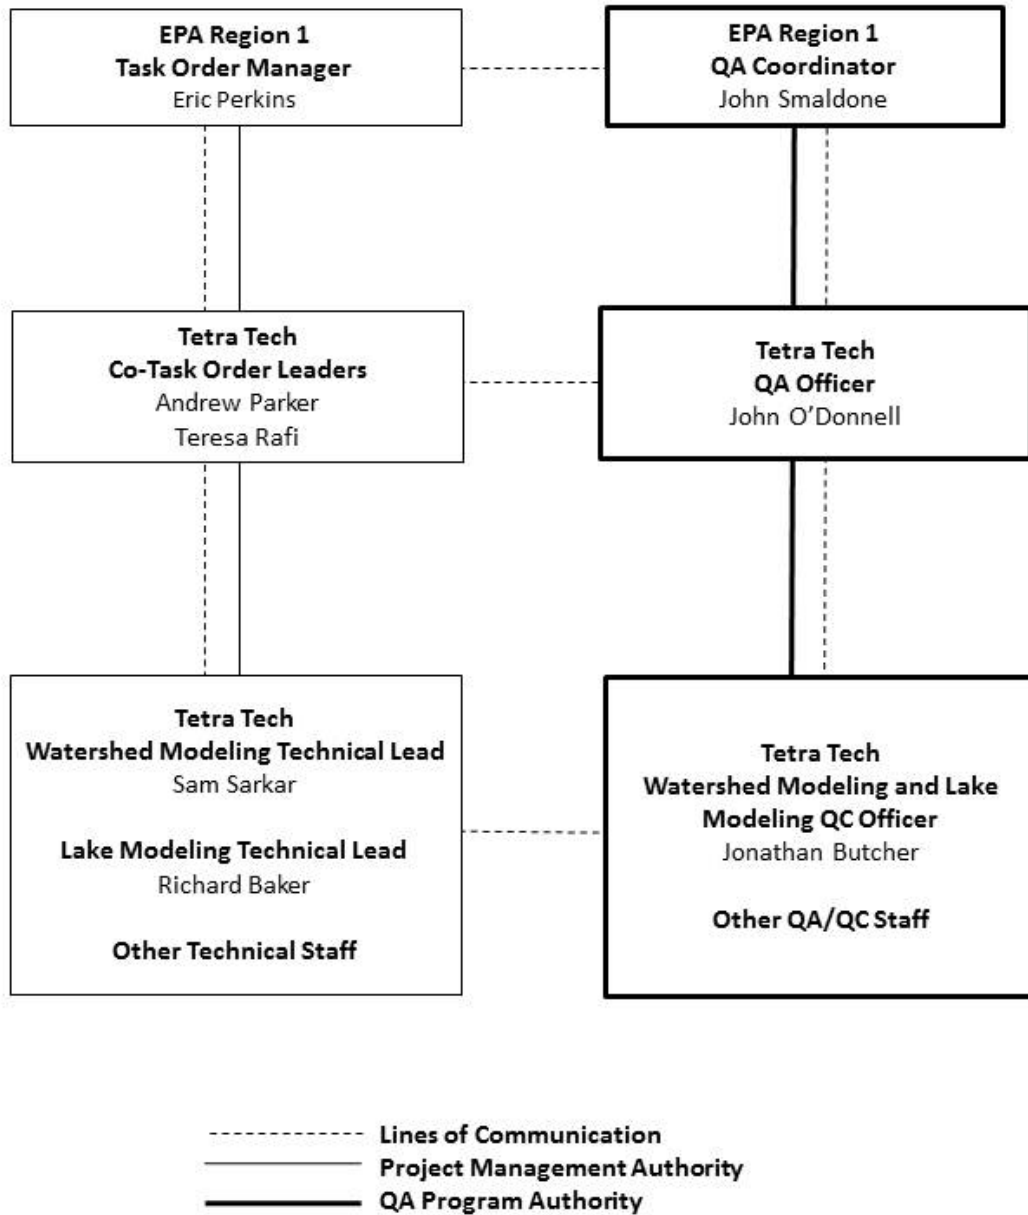 EPA Region 1
Task Order Manager
Eric Perkins
EPA Region 1
QA Coordinator
John Smaldone
Tetra Tech
Co-Task Order Leaders
Andrew Parker
Teresa Rafi
Tetra Tech
QA Officer
John O’Donnell
Tetra Tech
Watershed Modeling Technical Lead
Sam Sarkar
Lake Modeling Technical Lead
Richard Baker
Other Technical Staff
Tetra Tech
Watershed Modeling and Lake
Modeling QC Officer
Jonathan Butcher
Other QA/QC Staff
Lines of Communication
Project Management Authority
QA Program Authority